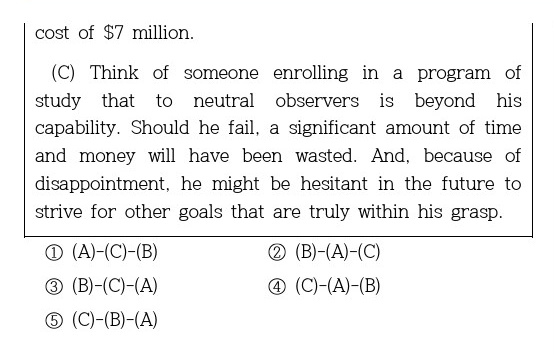 cost of $7 million.
(C) Think of someone enrolling in a program of
study that to neutral observers is beyond his
capability. Should he fail, a significant amount of time
and money will have been wasted. And, because of
disappointment, he might be hesitant in the future to
strive for other goals that are truly within his grasp.
① (A)-(C)-(B) ② (B)-(A)-(C)
③ (B)-(C)-(A) ④ (C)-(A)-(B)
⑤ (C)-(B)-(A)